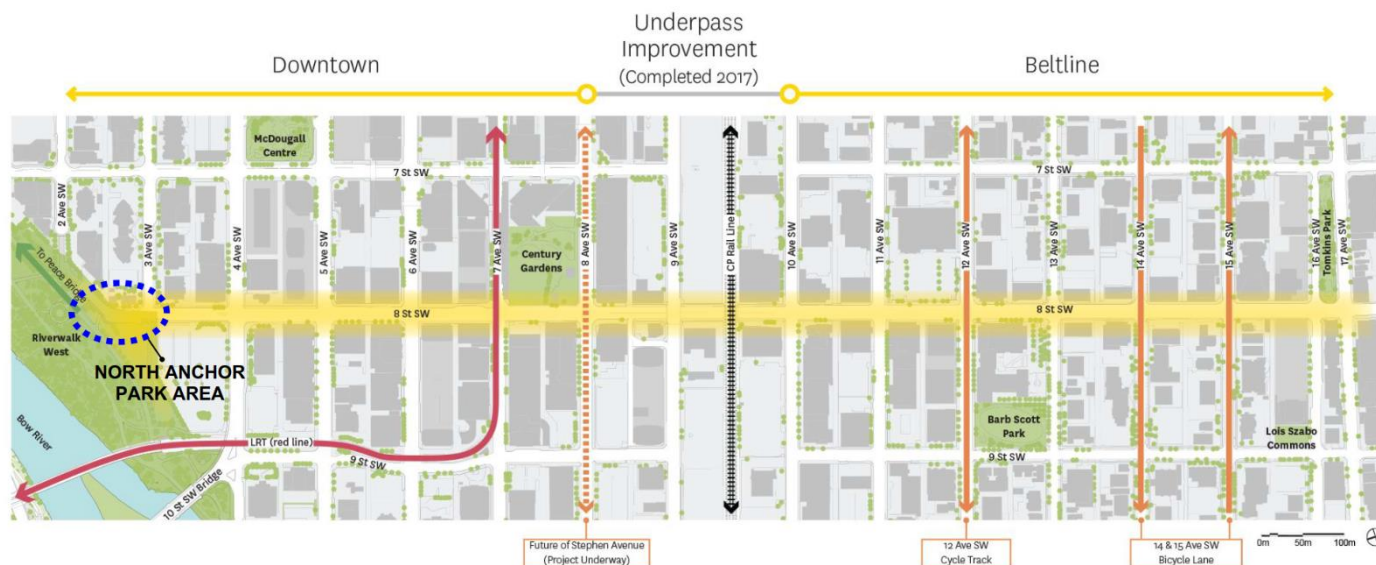 Underpass
Improvement
(Completed 2017)
Downtown
Beltline
McDougall
Centre
7 St SW
7 St SW
2 Ave SW
3 Ave SW
4 Ave SW
5 Ave SW
6 Ave SW
7 Ave SW
Century
Gardens
8 Ave SW
9 Ave SW
CP Rail Line
10 Ave SW
11 Ave SW
12 Ave SW
13 Ave SW
14 Ave SW
15 Ave SW
16 Ave SW
Tomkins Park
17 Ave SW
To Peace Bridge
8 St SW
8 St SW
Riverwalk
West
NORTH ANCHOR
PARK AREA
Bow River
Barb Scott
Park
Lois Szabo
Commons
LRT (red line)
9 St SW
9 St SW
10 St SW Bridge
Future of Stephen Avenue
(Project Underway)
12 Ave SW
Cycle Track
14 & 15 Ave SW
Bicycle Lane
0m 50m 100m